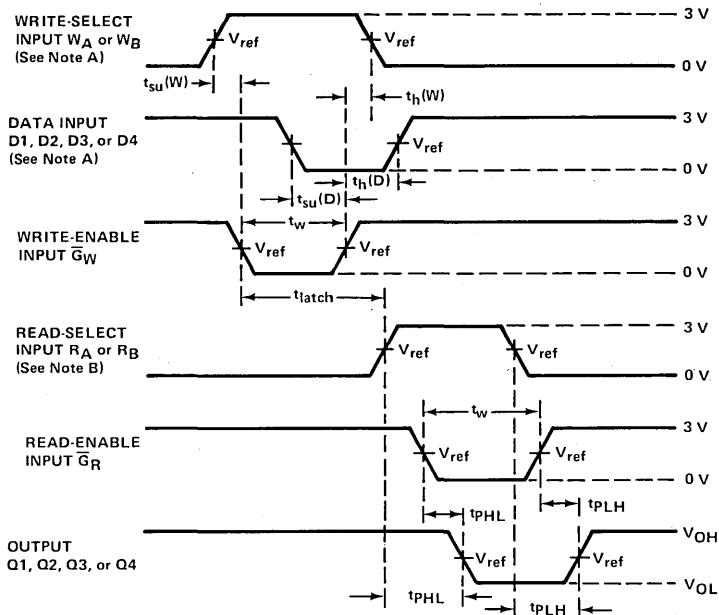 WRITE-SELECT
INPUT WA or WB
(See Note A)
Vref
Vref
3 V
0 V
tsu(W)
th(W)
DATA INPUT
D1, D2, D3, or D4
(See Note A)
Vref
3 V
0 V
th(D)
tsu(D)
WRITE-ENABLE
INPUT G̅W
tw
Vref
Vref
3 V
0 V
tlatch
READ-SELECT
INPUT RA or RB
(See Note B)
Vref
Vref
3 V
0 V
READ-ENABLE
INPUT G̅R
tw
Vref
Vref
3 V
0 V
tPHL
tPLH
OUTPUT
Q1, Q2, Q3, or Q4
Vref
Vref
VOH
VOL
tPHL
tPLH